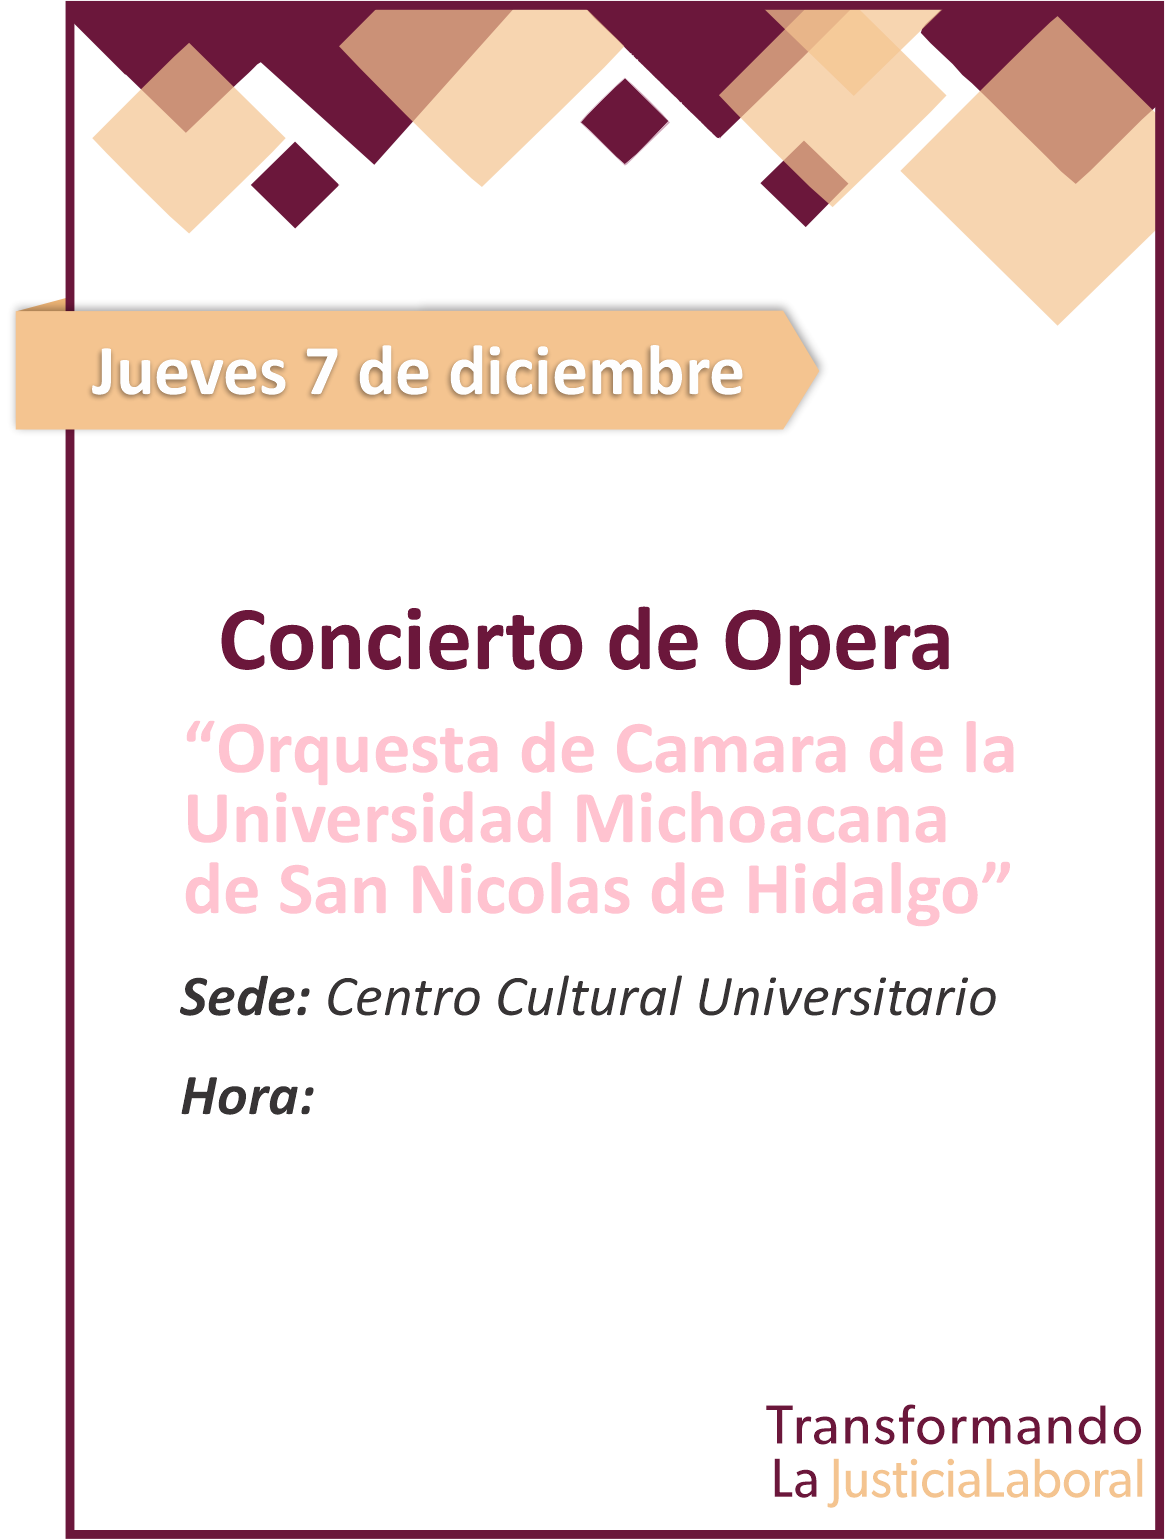 Jueves 7 de diciembre
Concierto de Opera
“Orquesta de Camara de la
Universidad Michoacana
de San Nicolas de Hidalgo”
Sede: Centro Cultural Universitario
Hora:
Transformando
La JusticiaLaboral